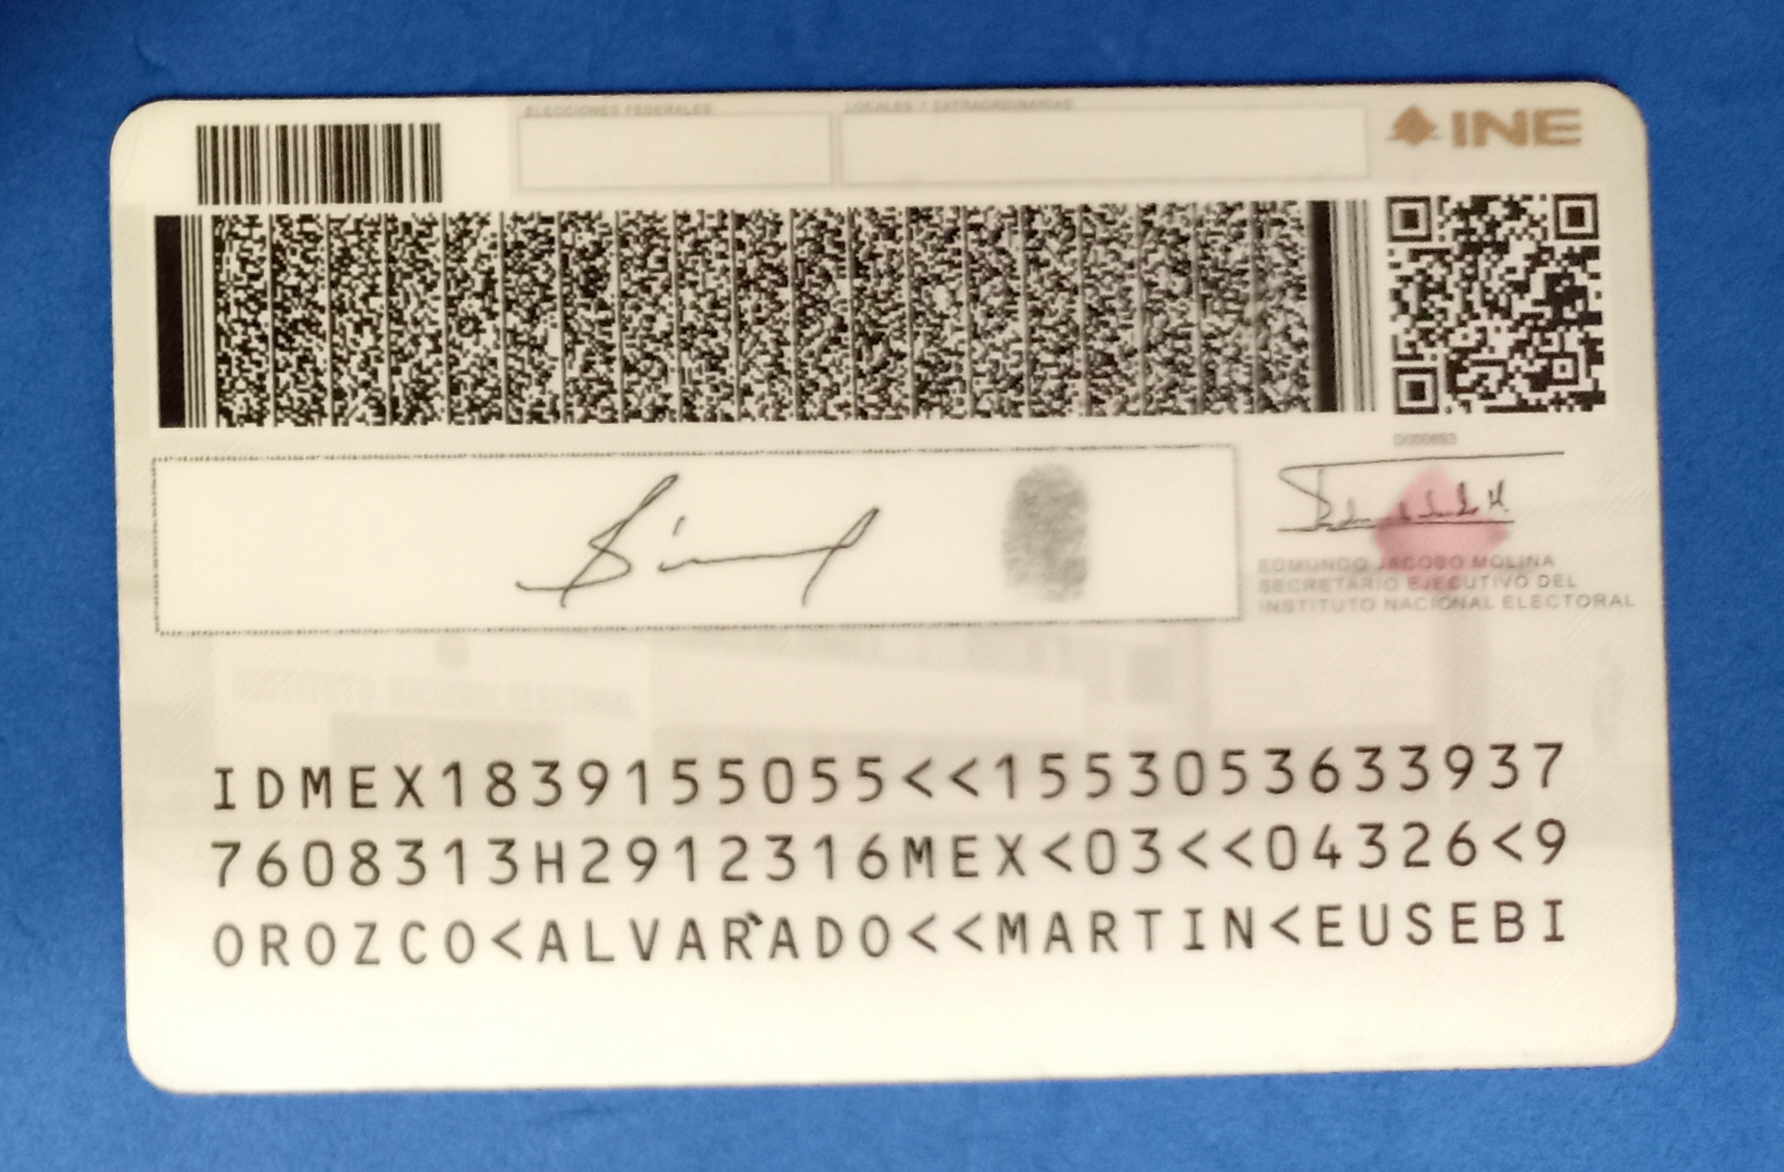 ELECCIONES FEDERALES
LOCALES / EXTRAORDINARIAS
INE
EDMUNDO JACOBO MOLINA
SECRETARIO EJECUTIVO DEL
INSTITUTO NACIONAL ELECTORAL
IDMEX1839155055<<1553053633937
7608313H2912316MEX<03<<04326<9
OROZCO<ALVARADO<<MARTIN<EUSEBI